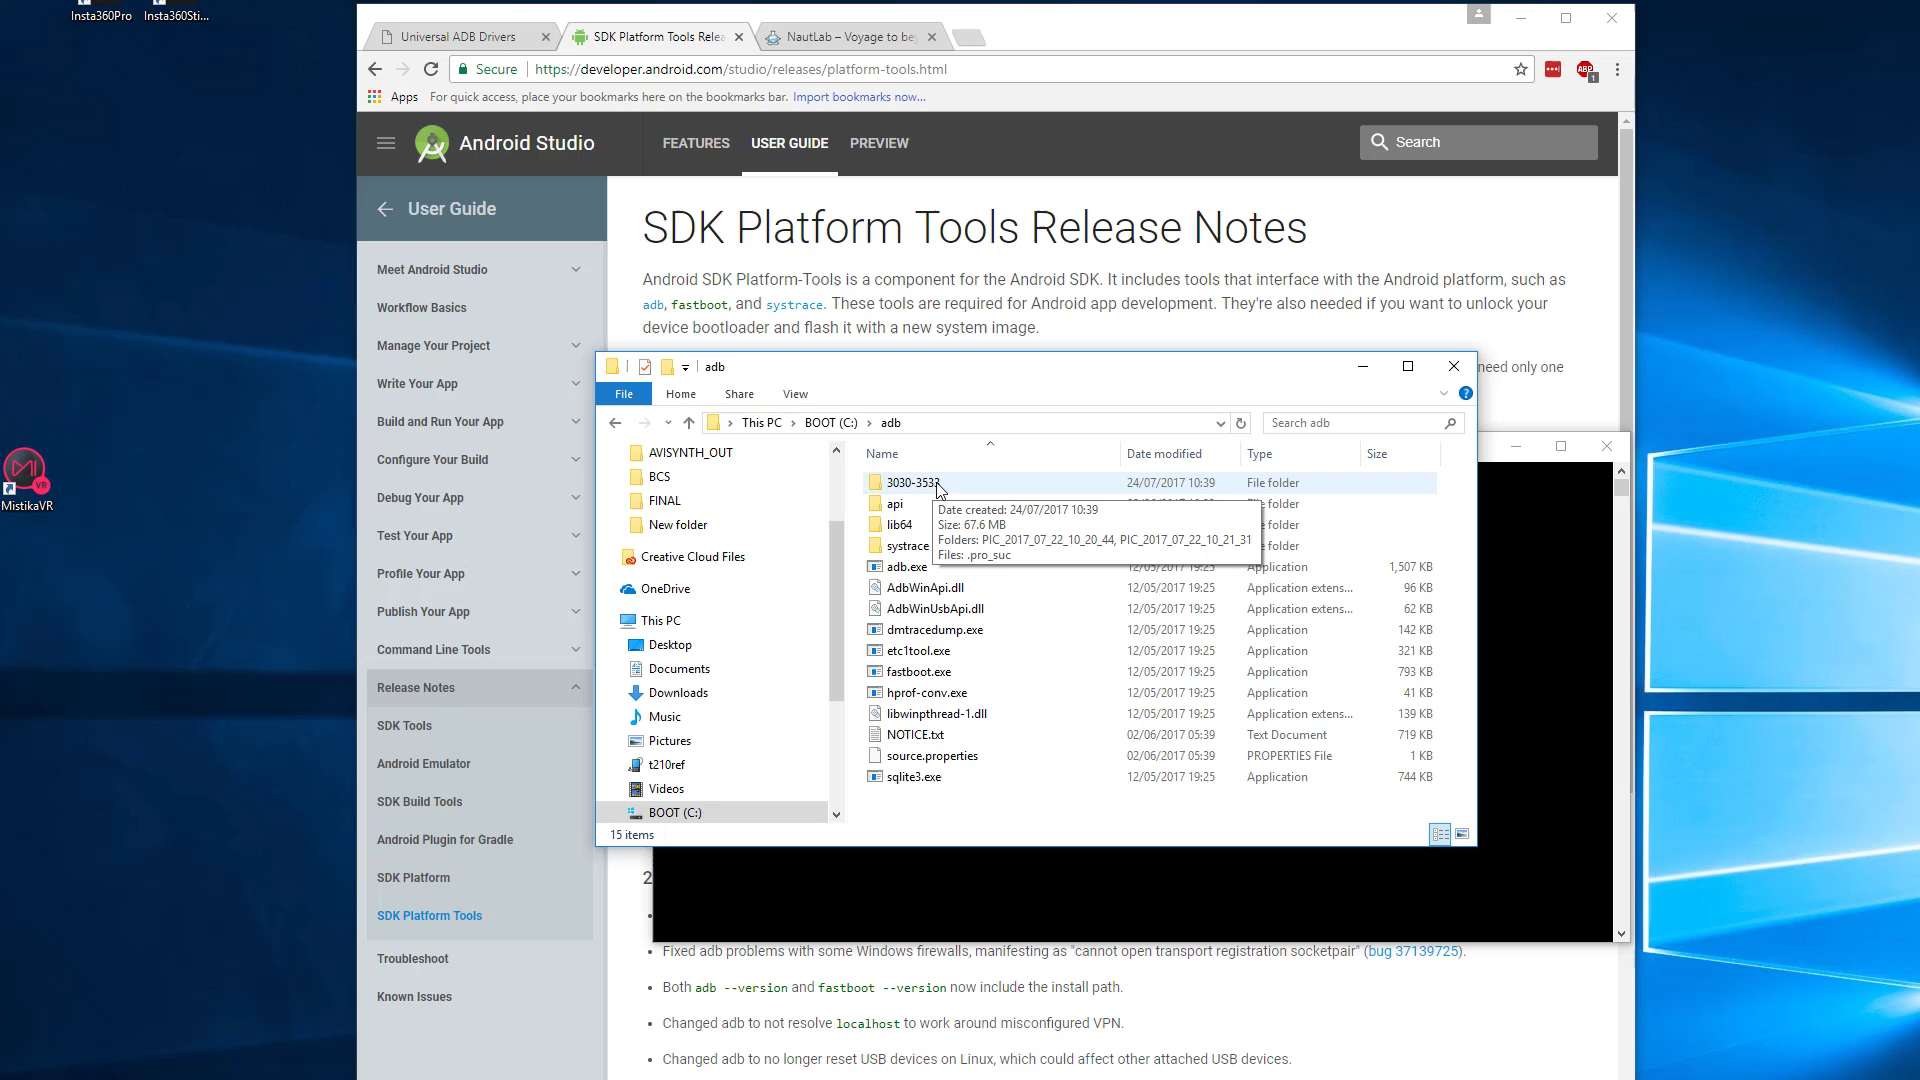 Insta360Pro
Insta360Sti...
MistikaVR
Universal ADB Drivers
SDK Platform Tools Relea
NautLab – Voyage to bey
Secure
https://developer.android.com/studio/releases/platform-tools.html
ABP
1
Apps
For quick access, place your bookmarks here on the bookmarks bar. Import bookmarks now...
Android Studio
FEATURES
USER GUIDE
PREVIEW
Search
User Guide
Meet Android Studio
Workflow Basics
Manage Your Project
Write Your App
Build and Run Your App
Configure Your Build
Debug Your App
Test Your App
Profile Your App
Publish Your App
Command Line Tools
Release Notes
SDK Tools
Android Emulator
SDK Build Tools
Android Plugin for Gradle
SDK Platform
SDK Platform Tools
Troubleshoot
Known Issues
SDK Platform Tools Release Notes
Android SDK Platform-Tools is a component for the Android SDK. It includes tools that interface with the Android platform, such as
adb, fastboot, and systrace. These tools are required for Android app development. They're also needed if you want to unlock your
device bootloader and flash it with a new system image.
need only one
adb
File
Home
Share
View
This PC
BOOT (C:)
adb
Search adb
AVISYNTH_OUT
BCS
FINAL
New folder
Creative Cloud Files
OneDrive
This PC
Desktop
Documents
Downloads
Music
Pictures
t210ref
Videos
BOOT (C:)
Name
Date modified
Type
Size
3030-3533 24/07/2017 10:39 File folder
api
lib64
systrace
Date created: 24/07/2017 10:39
Size: 67.6 MB
Folders: PIC_2017_07_22_10_20_44, PIC_2017_07_22_10_21_31
Files: .pro_suc
adb.exe 12/05/2017 19:25 Application 1,507 KB
AdbWinApi.dll 12/05/2017 19:25 Application extens... 96 KB
AdbWinUsbApi.dll 12/05/2017 19:25 Application extens... 62 KB
dmtracedump.exe 12/05/2017 19:25 Application 142 KB
etc1tool.exe 12/05/2017 19:25 Application 321 KB
fastboot.exe 12/05/2017 19:25 Application 793 KB
hprof-conv.exe 12/05/2017 19:25 Application 41 KB
libwinpthread-1.dll 12/05/2017 19:25 Application extens... 139 KB
NOTICE.txt 02/06/2017 05:39 Text Document 719 KB
source.properties 02/06/2017 05:39 PROPERTIES File 1 KB
sqlite3.exe 12/05/2017 19:25 Application 744 KB
15 items
2
Fixed adb problems with some Windows firewalls, manifesting as "cannot open transport registration socketpair" (bug 37139725).
Both adb --version and fastboot --version now include the install path.
Changed adb to not resolve localhost to work around misconfigured VPN.
Changed adb to no longer reset USB devices on Linux, which could affect other attached USB devices.